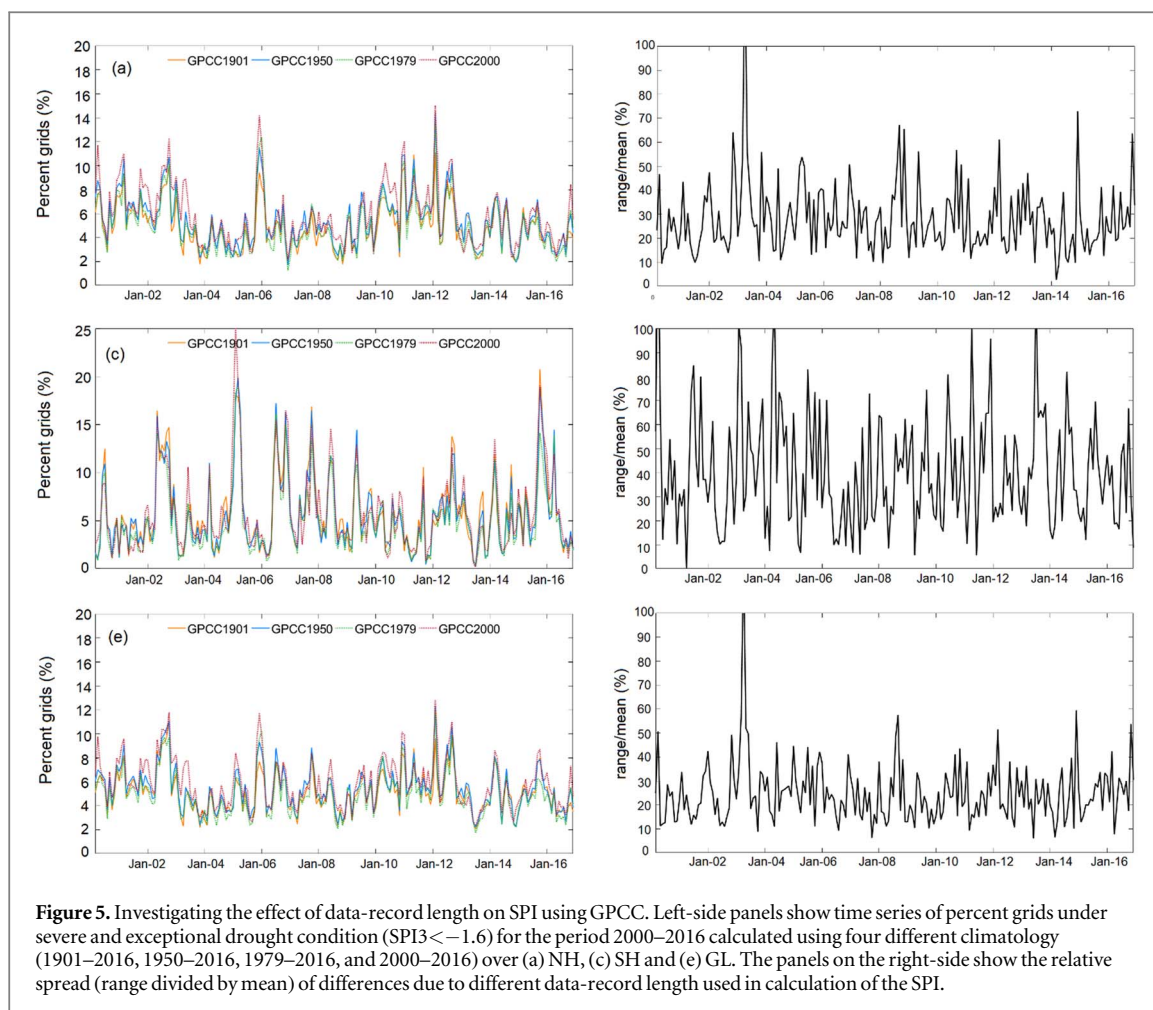 20
18
16
14
12
10
8
6
4
2
0
Percent grids (%)
(a)
GPCC1901 GPCC1950 GPCC1979 GPCC2000
Jan-02 Jan-04 Jan-06 Jan-08 Jan-10 Jan-12 Jan-14 Jan-16
100
90
80
70
60
50
40
30
20
10
0
range/mean (%)
0
Jan-02 Jan-04 Jan-06 Jan-08 Jan-10 Jan-12 Jan-14 Jan-16
25
20
15
10
5
0
Percent grids (%)
(c)
GPCC1901 GPCC1950 GPCC1979 GPCC2000
Jan-02 Jan-04 Jan-06 Jan-08 Jan-10 Jan-12 Jan-14 Jan-16
100
90
80
70
60
50
40
30
20
10
0
range/mean (%)
Jan-02 Jan-04 Jan-06 Jan-08 Jan-10 Jan-12 Jan-14 Jan-16
20
18
16
14
12
10
8
6
4
2
0
Percent grids (%)
(e)
GPCC1901 GPCC1950 GPCC1979 GPCC2000
Jan-02 Jan-04 Jan-06 Jan-08 Jan-10 Jan-12 Jan-14 Jan-16
100
90
80
70
60
50
40
30
20
10
0
range/mean (%)
Jan-02 Jan-04 Jan-06 Jan-08 Jan-10 Jan-12 Jan-14 Jan-16
Figure 5. Investigating the effect of data-record length on SPI using GPCC. Left-side panels show time series of percent grids under
severe and exceptional drought condition (SPI3<−1.6) for the period 2000–2016 calculated using four different climatology
(1901–2016, 1950–2016, 1979–2016, and 2000–2016) over (a) NH, (c) SH and (e) GL. The panels on the right-side show the relative
spread (range divided by mean) of differences due to different data-record length used in calculation of the SPI.